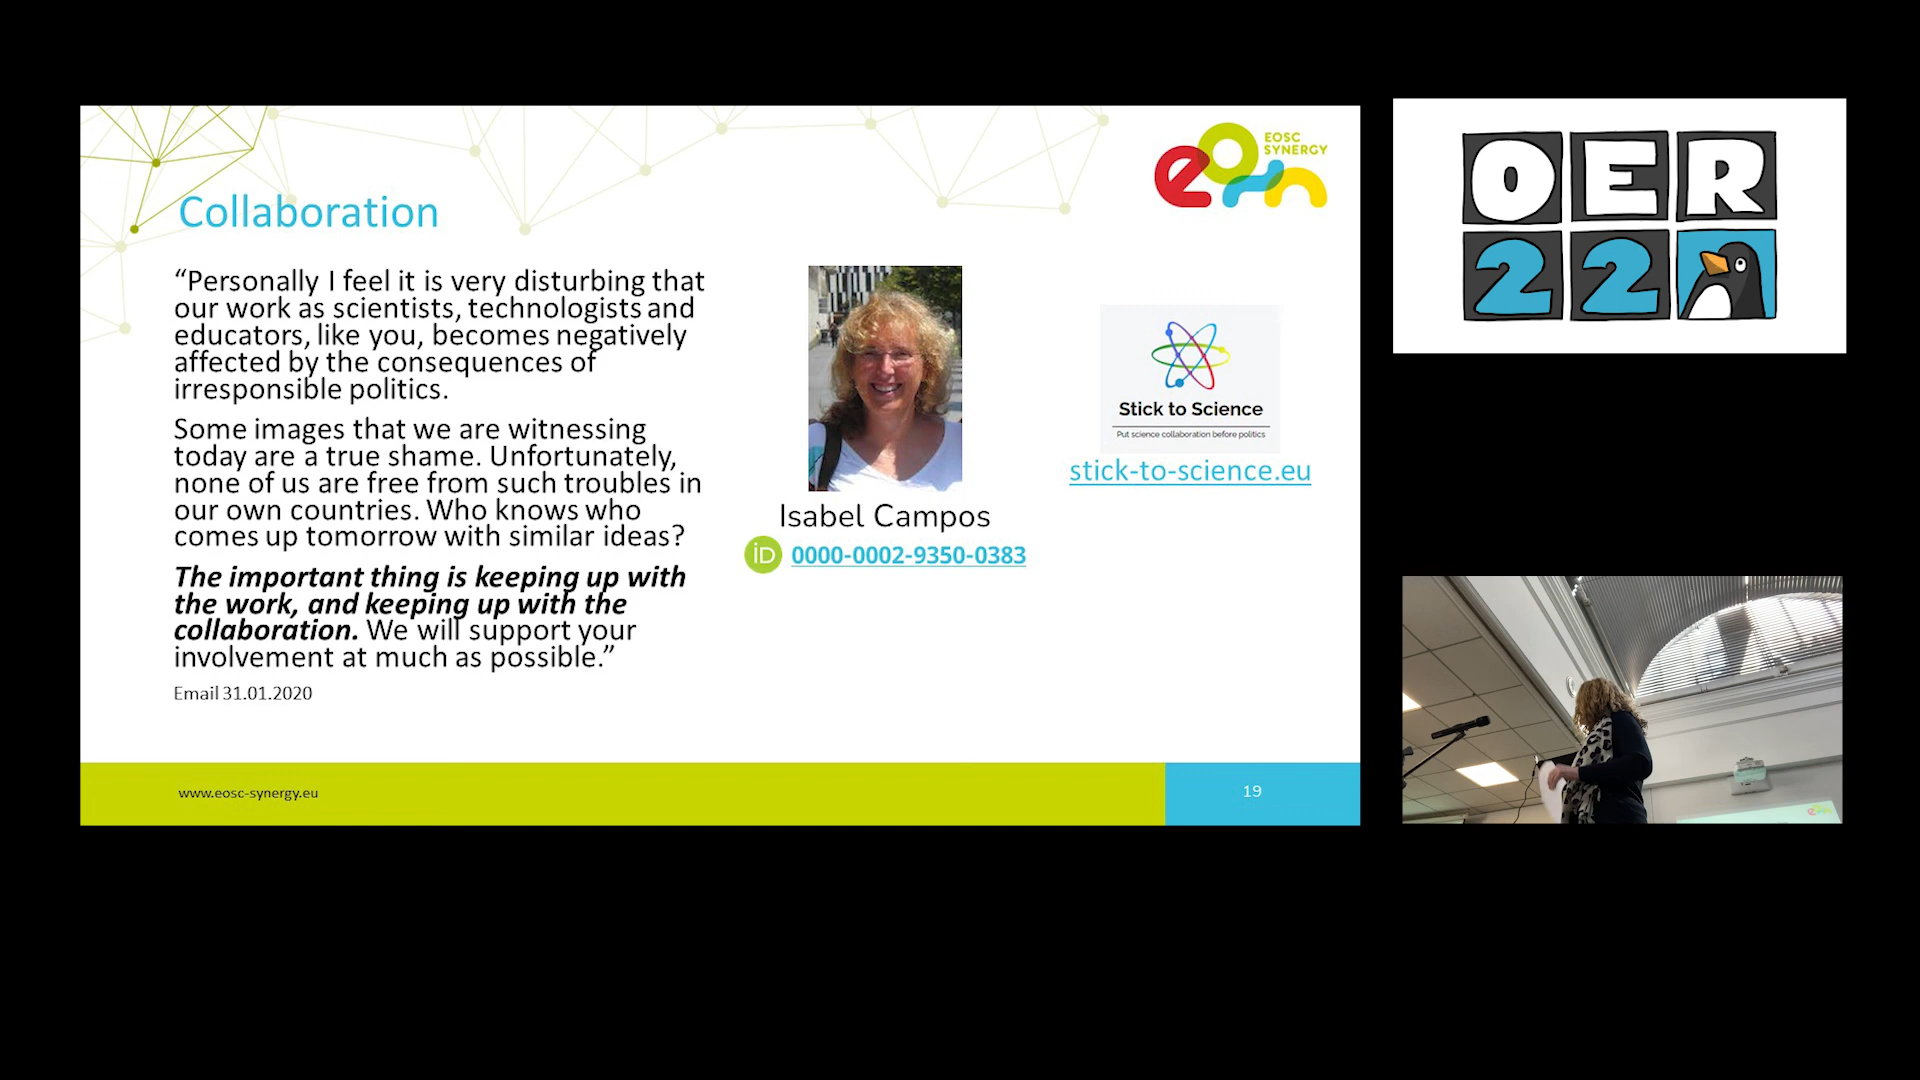 EOSC
SYNERGY
Collaboration
“Personally I feel it is very disturbing that
our work as scientists, technologists and
educators, like you, becomes negatively
affected by the consequences of
irresponsible politics.
Some images that we are witnessing
today are a true shame. Unfortunately,
none of us are free from such troubles in
our own countries. Who knows who
comes up tomorrow with similar ideas?
The important thing is keeping up with
the work, and keeping up with the
collaboration. We will support your
involvement at much as possible.”
Email 31.01.2020
Isabel Campos
iD 0000-0002-9350-0383
Stick to Science
Put science collaboration before politics
stick-to-science.eu
www.eosc-synergy.eu
19
OER
22